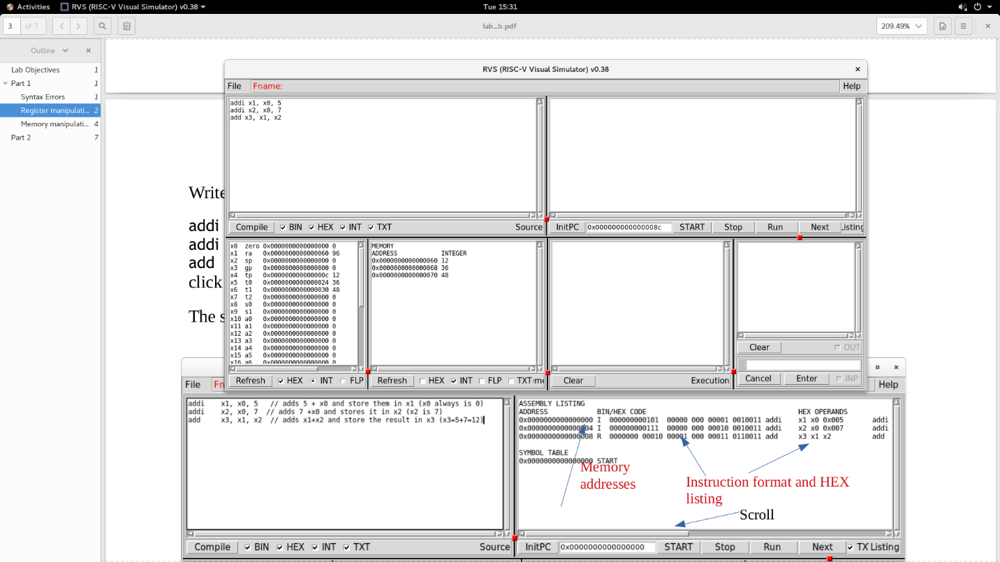 Activities RVS (RISC-V Visual Simulator) v0.38 Tue 15:31
3 of 7 lab_b.pdf 209.49%
Outline
Lab Objectives 1
Part 1 1
Syntax Errors 1
Register manipulati... 2
Memory manipulati... 4
Part 2 7
Write
addi
addi
add
click
The s
RVS (RISC-V Visual Simulator) v0.38
File Fname: Help
addi x1, x0, 5
addi x2, x0, 7
add x3, x1, x2
Compile BIN HEX INT TXT Source
InitPC 0x000000000000008c START Stop Run Next Listing
x0 zero 0x0000000000000000 0
x1 ra 0x0000000000000060 96
x2 sp 0x0000000000000000 0
x3 gp 0x0000000000000000 0
x4 tp 0x000000000000000c 12
x5 t0 0x0000000000000024 36
x6 t1 0x0000000000000030 48
x7 t2 0x0000000000000000 0
x8 s0 0x0000000000000000 0
x9 s1 0x0000000000000000 0
x10 a0 0x0000000000000000 0
x11 a1 0x0000000000000000 0
x12 a2 0x0000000000000000 0
x13 a3 0x0000000000000000 0
x14 a4 0x0000000000000000 0
x15 a5 0x0000000000000000 0
x16 a6 0x0000000000000000 0
Refresh HEX INT FLP
MEMORY
ADDRESS INTEGER
0x0000000000000060 12
0x0000000000000068 36
0x0000000000000070 48
Refresh HEX INT FLP TXT
Clear Execution
Clear OUT
Cancel Enter INP
File Fn Help
addi x1, x0, 5 // adds 5 + x0 and store them in x1 (x0 always is 0)
addi x2, x0, 7 // adds 7 +x0 and stores it in x2 (x2 is 7)
add x3, x1, x2 // adds x1+x2 and store the result in x3 (x3=5+7=12)
Compile BIN HEX INT TXT Source
ASSEMBLY LISTING
ADDRESS BIN/HEX CODE HEX OPERANDS
0x0000000000000000 I 000000000101 00000 000 00001 0010011 addi x1 x0 0x005 addi
0x0000000000000004 I 000000000111 00000 000 00010 0010011 addi x2 x0 0x007 addi
0x0000000000000008 R 0000000 00010 00001 000 00011 0110011 add x3 x1 x2 add
SYMBOL TABLE
0x0000000000000000 START
Memory
addresses
Instruction format and HEX
listing
Scroll
InitPC 0x0000000000000000 START Stop Run Next TX Listing